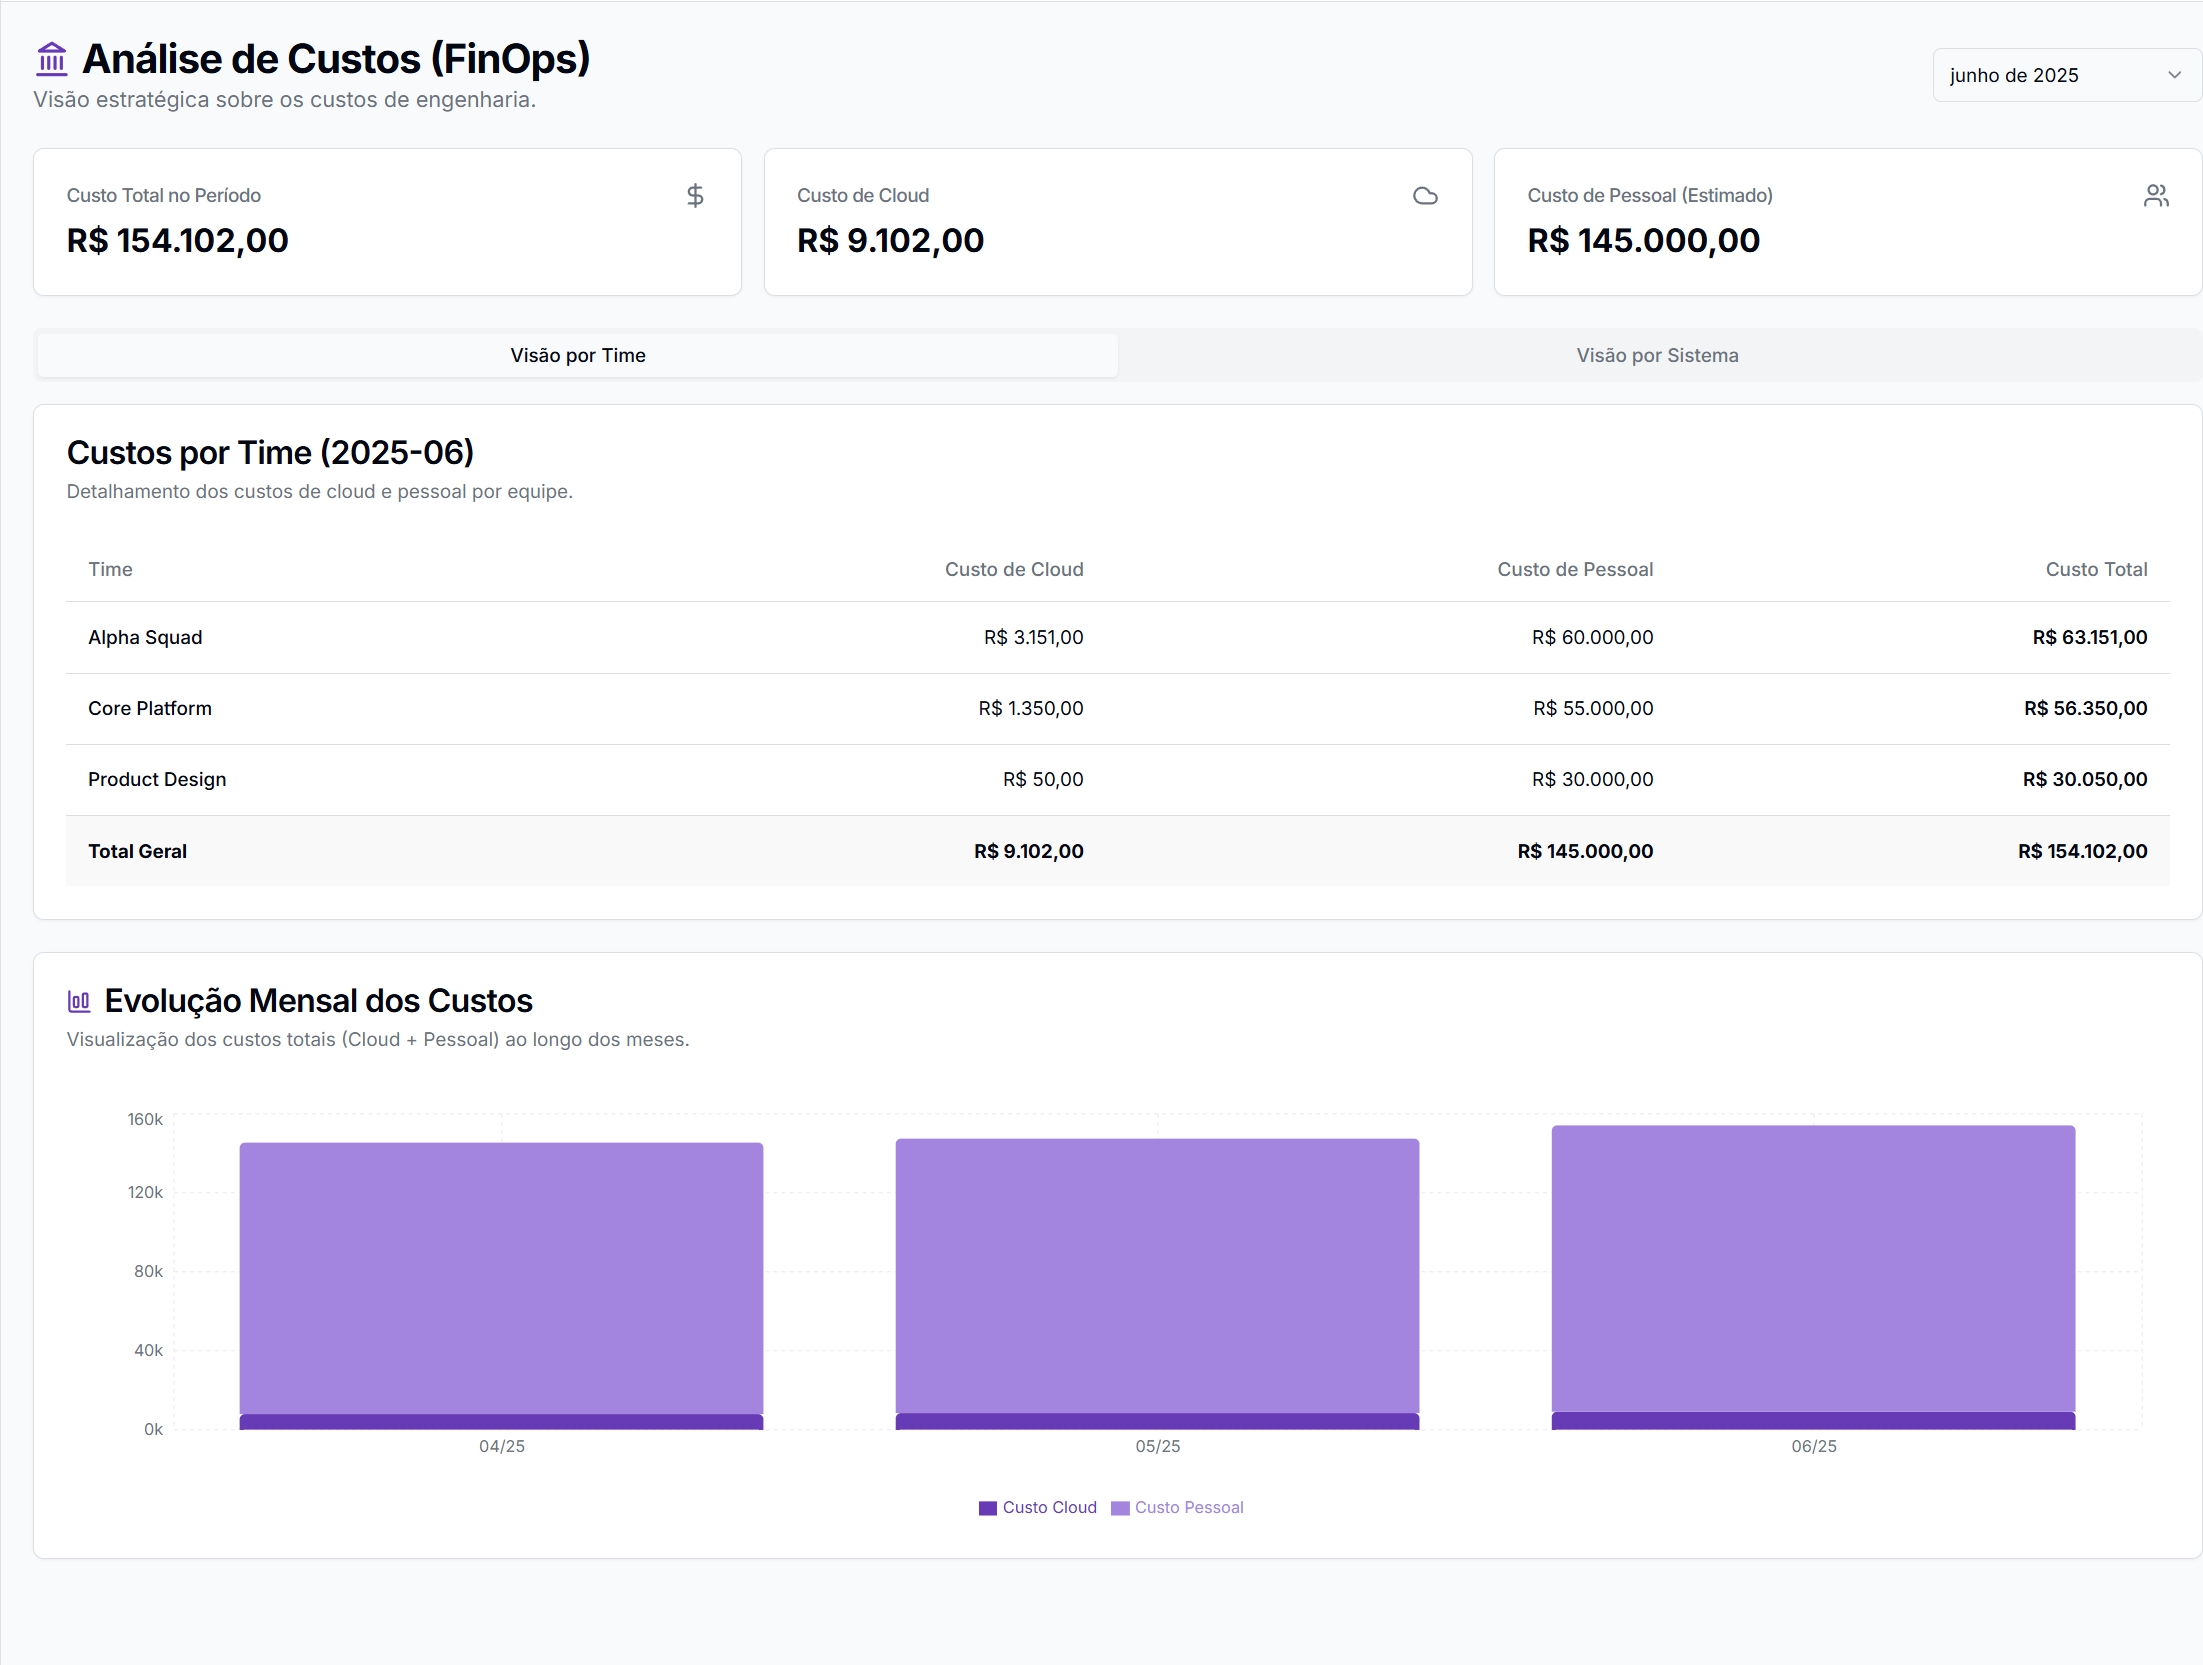 Análise de Custos (FinOps)
Visão estratégica sobre os custos de engenharia.
junho de 2025
Custo Total no Período
R$ 154.102,00
Custo de Cloud
R$ 9.102,00
Custo de Pessoal (Estimado)
R$ 145.000,00
Visão por Time
Visão por Sistema
Custos por Time (2025-06)
Detalhamento dos custos de cloud e pessoal por equipe.
Time Custo de Cloud Custo de Pessoal Custo Total
Alpha Squad R$ 3.151,00 R$ 60.000,00 R$ 63.151,00
Core Platform R$ 1.350,00 R$ 55.000,00 R$ 56.350,00
Product Design R$ 50,00 R$ 30.000,00 R$ 30.050,00
Total Geral R$ 9.102,00 R$ 145.000,00 R$ 154.102,00
Evolução Mensal dos Custos
Visualização dos custos totais (Cloud + Pessoal) ao longo dos meses.
160k
120k
80k
40k
0k
04/25 05/25 06/25
Custo Cloud Custo Pessoal